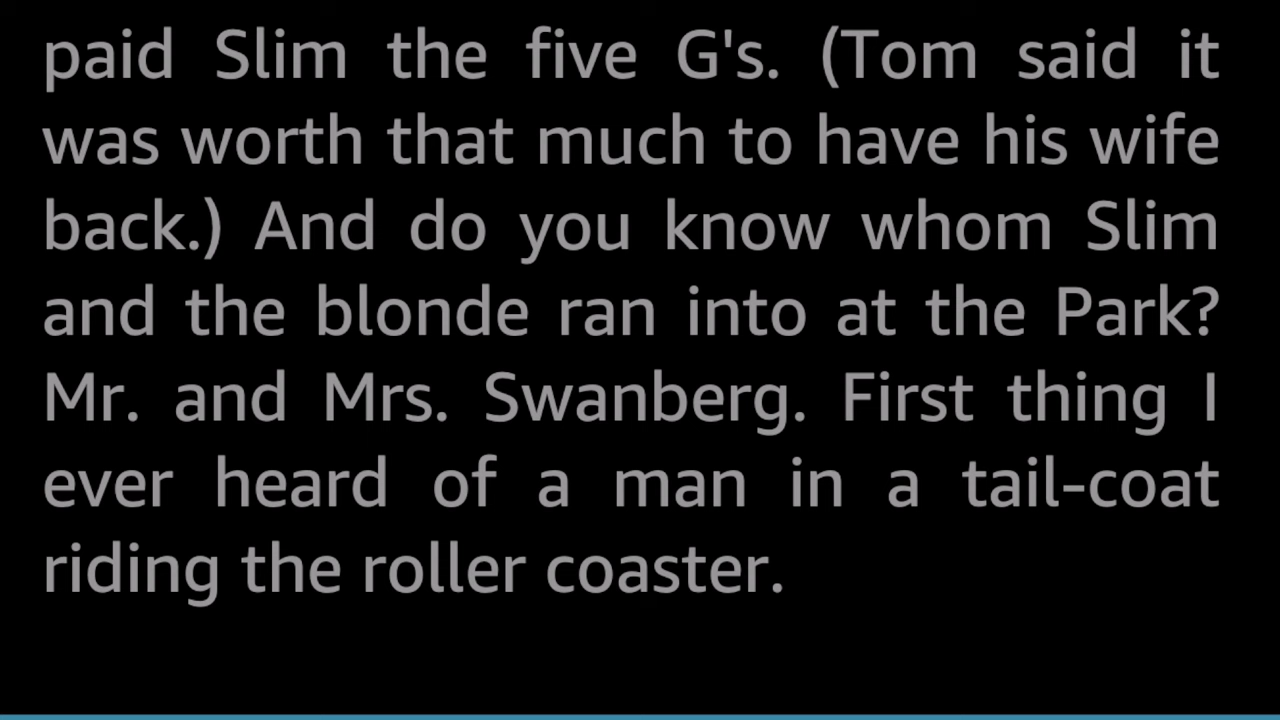 paid Slim the five G's. (Tom said it
was worth that much to have his wife
back.) And do you know whom Slim
and the blonde ran into at the Park?
Mr. and Mrs. Swanberg. First thing I
ever heard of a man in a tail-coat
riding the roller coaster.